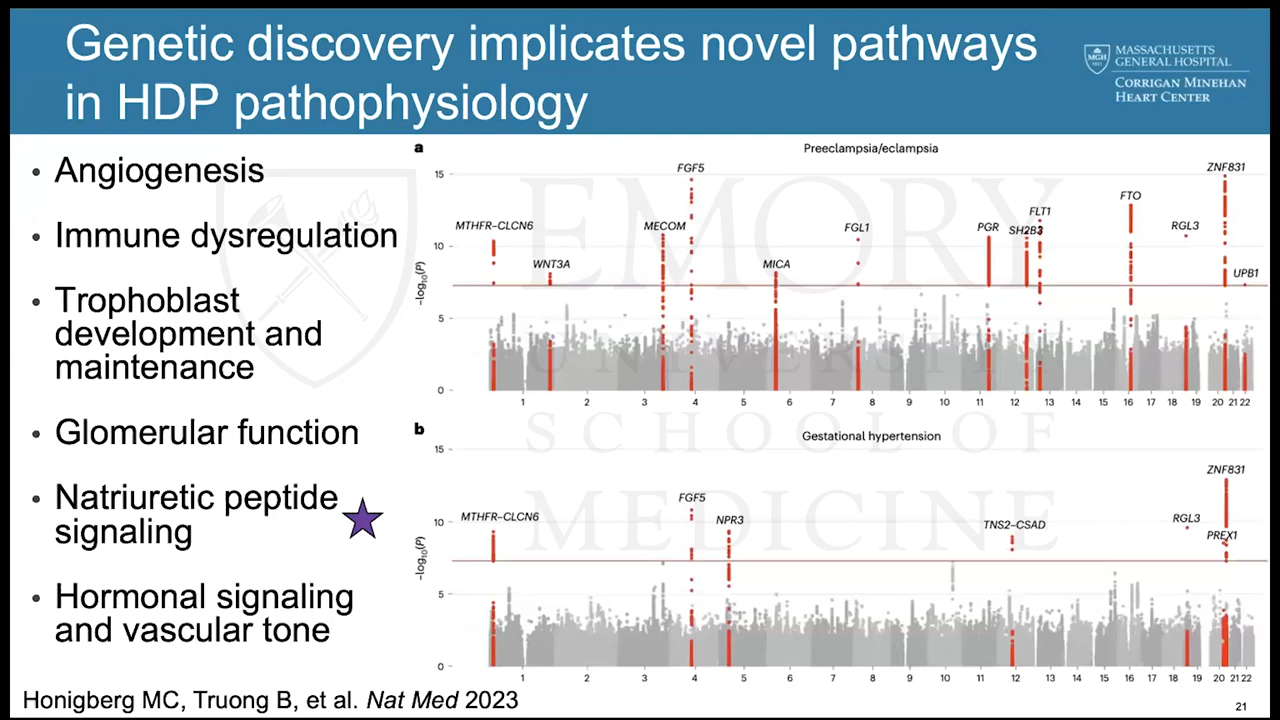 Genetic discovery implicates novel pathways
in HDP pathophysiology
MGH
1811
MASSACHUSETTS
GENERAL HOSPITAL
CORRIGAN MINEHAN
HEART CENTER
• Angiogenesis
• Immune dysregulation
• Trophoblast
development and
maintenance
• Glomerular function
• Natriuretic peptide
signaling
• Hormonal signaling
and vascular tone
a
Preeclampsia/eclampsia
−log10(P)
15
10
5
0
MTHFR–CLCN6
WNT3A
MECOM
FGF5
MICA
FGL1
PGR
SH2B3
FLT1
FTO
RGL3
ZNF831
UPB1
1 2 3 4 5 6 7 8 9 10 11 12 13 14 15 16 17 18 19 20 21 22
b
Gestational hypertension
−log10(P)
15
10
5
0
MTHFR–CLCN6
FGF5
NPR3
TNS2–CSAD
RGL3
ZNF831
PREX1
1 2 3 4 5 6 7 8 9 10 11 12 13 14 15 16 17 18 19 20 21 22
EMORY
UNIVERSITY
SCHOOL OF
MEDICINE
Honigberg MC, Truong B, et al. Nat Med 2023
21